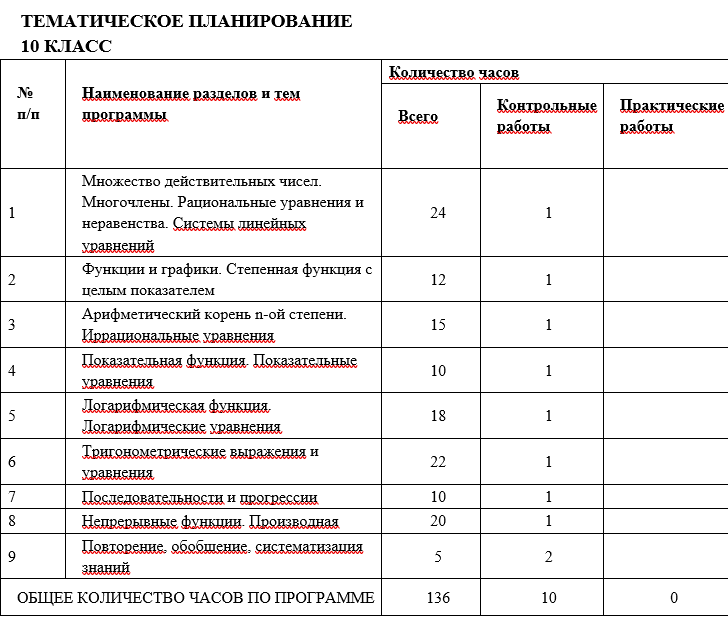 ТЕМАТИЧЕСКОЕ ПЛАНИРОВАНИЕ
10 КЛАСС
№
п/п
Наименование разделов и тем
программы
Количество часов
Всего
Контрольные
работы
Практические
работы
1
Множество действительных чисел.
Многочлены. Рациональные уравнения и
неравенства. Системы линейных
уравнений
24
1
2
Функции и графики. Степенная функция с
целым показателем
12
1
3
Арифметический корень n-ой степени.
Иррациональные уравнения
15
1
4
Показательная функция. Показательные
уравнения
10
1
5
Логарифмическая функция.
Логарифмические уравнения
18
1
6
Тригонометрические выражения и
уравнения
22
1
7
Последовательности и прогрессии
10
1
8
Непрерывные функции. Производная
20
1
9
Повторение, обобщение, систематизация
знаний
5
2
ОБЩЕЕ КОЛИЧЕСТВО ЧАСОВ ПО ПРОГРАММЕ
136
10
0